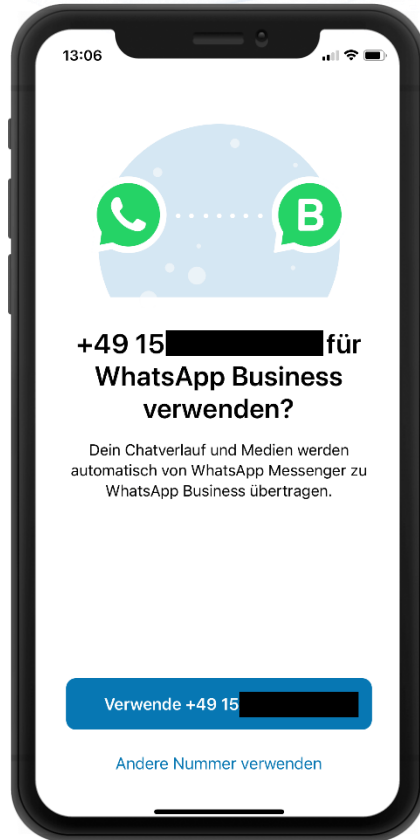 13:06
B
+49 15 für
WhatsApp Business
verwenden?
Dein Chatverlauf und Medien werden
automatisch von WhatsApp Messenger zu
WhatsApp Business übertragen.
Verwende +49 15
Andere Nummer verwenden